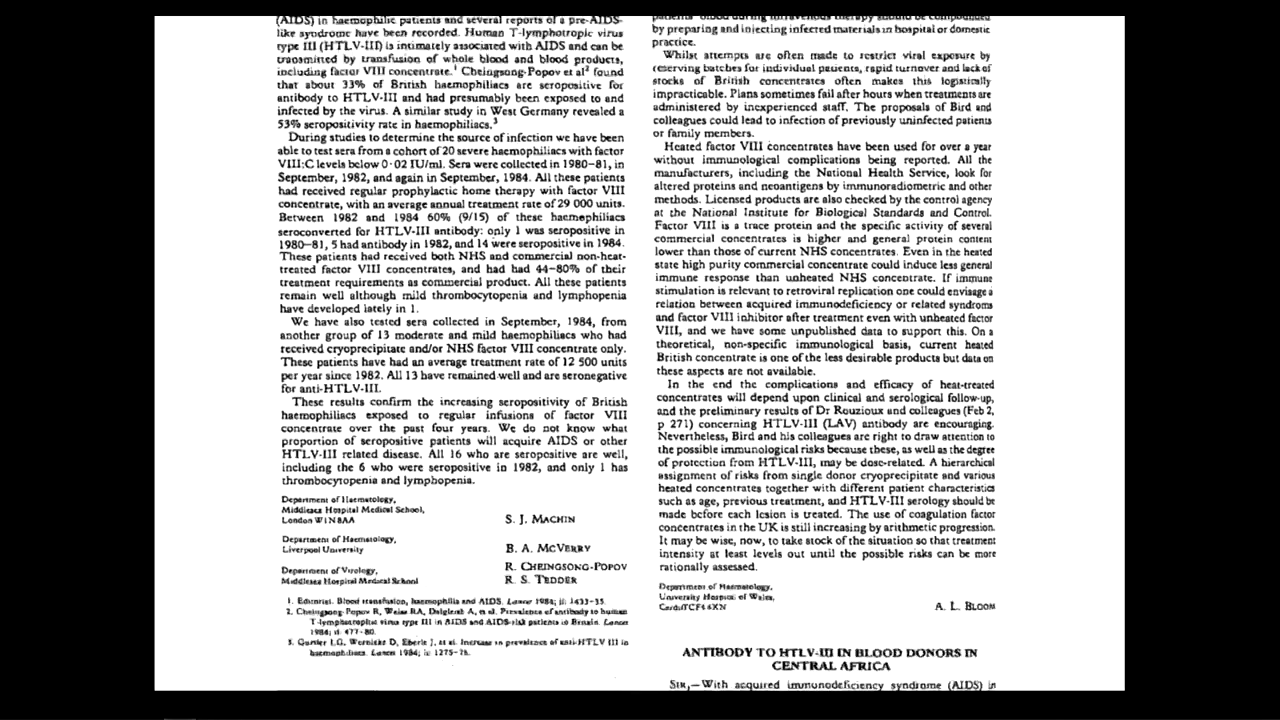 (AIDS) in haemophilic patients and several reports of a pre-AIDS-
like syndrome have been recorded. Human T-lymphotropic virus
type III (HTLV-III) is intimately associated with AIDS and can be
transmitted by transfusion of whole blood and blood products,
including factor VIII concentrate.¹ Cheingsong-Popov et al² found
that about 33% of British haemophiliacs are seropositive for
antibody to HTLV-III and had presumably been exposed to and
infected by the virus. A similar study in West Germany revealed a
53% seropositivity rate in haemophiliacs.³
During studies to determine the source of infection we have been
able to test sera from a cohort of 20 severe haemophiliacs with factor
VIII:C levels below 0·02 IU/ml. Sera were collected in 1980–81, in
September, 1982, and again in September, 1984. All these patients
had received regular prophylactic home therapy with factor VIII
concentrate, with an average annual treatment rate of 29 000 units.
Between 1982 and 1984 60% (9/15) of these haemophiliacs
seroconverted for HTLV-III antibody: only 1 was seropositive in
1980–81, 5 had antibody in 1982, and 14 were seropositive in 1984.
These patients had received both NHS and commercial non-heat-
treated factor VIII concentrates, and had had 44–80% of their
treatment requirements as commercial product. All these patients
remain well although mild thrombocytopenia and lymphopenia
have developed lately in 1.
We have also tested sera collected in September, 1984, from
another group of 13 moderate and mild haemophiliacs who had
received cryoprecipitate and/or NHS factor VIII concentrate only.
These patients have had an average treatment rate of 12 500 units
per year since 1982. All 13 have remained well and are seronegative
for anti-HTLV-III.
These results confirm the increasing seropositivity of British
haemophiliacs exposed to regular infusions of factor VIII
concentrate over the past four years. We do not know what
proportion of seropositive patients will acquire AIDS or other
HTLV-III related disease. All 16 who are seropositive are well,
including the 6 who were seropositive in 1982, and only 1 has
thrombocytopenia and lymphopenia.
Department of Haematology,
Middlesex Hospital Medical School,
London W1N 8AA
S. J. MACHIN
Department of Haematology,
Liverpool University
B. A. MCVERRY
Department of Virology,
Middlesex Hospital Medical School
R. CHEINGSONG-POPOV
R. S. TEDDER
1. Editorial. Blood transfusion, haemophilia and AIDS. Lancet 1984; ii: 1433–35.
2. Cheingsong-Popov R, Weiss RA, Dalgleish A, et al. Prevalence of antibody to human
T-lymphotrophic virus type III in AIDS and AIDS-risk patients in Britain. Lancet
1984; ii: 477–80.
3. Gurtler LG, Wernicke D, Eberle J, et al. Increase in prevalence of anti-HTLV III in
haemophiliacs. Lancet 1984; ii: 1275–76.
patients' blood during intravenous therapy should be compounded
by preparing and injecting infected materials in hospital or domestic
practice.
Whilst attempts are often made to restrict viral exposure by
reserving batches for individual patients, rapid turnover and lack of
stocks of British concentrates often makes this logistically
impracticable. Plans sometimes fail after hours when treatments are
administered by inexperienced staff. The proposals of Bird and
colleagues could lead to infection of previously uninfected patients
or family members.
Heated factor VIII concentrates have been used for over a year
without immunological complications being reported. All the
manufacturers, including the National Health Service, look for
altered proteins and neoantigens by immunoradiometric and other
methods. Licensed products are also checked by the control agency
at the National Institute for Biological Standards and Control.
Factor VIII is a trace protein and the specific activity of several
commercial concentrates is higher and general protein content
lower than those of current NHS concentrates. Even in the heated
state high purity commercial concentrate could induce less general
immune response than unheated NHS concentrate. If immune
stimulation is relevant to retroviral replication one could envisage a
relation between acquired immunodeficiency or related syndrome
and factor VIII inhibitor after treatment even with unheated factor
VIII, and we have some unpublished data to support this. On a
theoretical, non-specific immunological basis, current heated
British concentrate is one of the less desirable products but data on
these aspects are not available.
In the end the complications and efficacy of heat-treated
concentrates will depend upon clinical and serological follow-up,
and the preliminary results of Dr Rouzioux and colleagues (Feb 2,
p 271) concerning HTLV-III (LAV) antibody are encouraging.
Nevertheless, Bird and his colleagues are right to draw attention to
the possible immunological risks because these, as well as the degree
of protection from HTLV-III, may be dose-related. A hierarchical
assignment of risks from single donor cryoprecipitate and various
heated concentrates together with different patient characteristics
such as age, previous treatment, and HTLV-III serology should be
made before each lesion is treated. The use of coagulation factor
concentrates in the UK is still increasing by arithmetic progression.
It may be wise, now, to take stock of the situation so that treatment
intensity at least levels out until the possible risks can be more
rationally assessed.
Department of Haematology,
University Hospital of Wales,
Cardiff CF4 4XN
A. L. BLOOM
ANTIBODY TO HTLV-III IN BLOOD DONORS IN
CENTRAL AFRICA
SIR,—With acquired immunodeficiency syndrome (AIDS) in